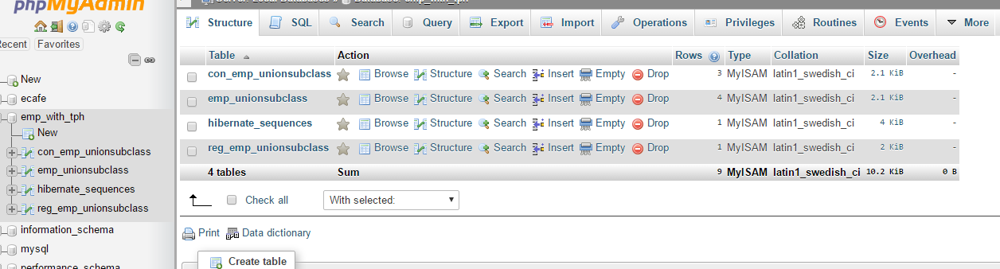 phpMyAdmin
Server: Local Databases » Database: emp_with_tph
Structure SQL Search Query Export Import Operations Privileges Routines Events More
Recent Favorites
New
ecafe
emp_with_tph
New
con_emp_unionsubclass
emp_unionsubclass
hibernate_sequences
reg_emp_unionsubclass
information_schema
mysql
performance_schema
Table Action Rows Type Collation Size Overhead
con_emp_unionsubclass Browse Structure Search Insert Empty Drop 3 MyISAM latin1_swedish_ci 2.1 KiB -
emp_unionsubclass Browse Structure Search Insert Empty Drop 4 MyISAM latin1_swedish_ci 2.1 KiB -
hibernate_sequences Browse Structure Search Insert Empty Drop 1 MyISAM latin1_swedish_ci 4 KiB -
reg_emp_unionsubclass Browse Structure Search Insert Empty Drop 1 MyISAM latin1_swedish_ci 2 KiB -
4 tables Sum 9 MyISAM latin1_swedish_ci 10.2 KiB 0 B
Check all With selected:
Print Data dictionary
Create table